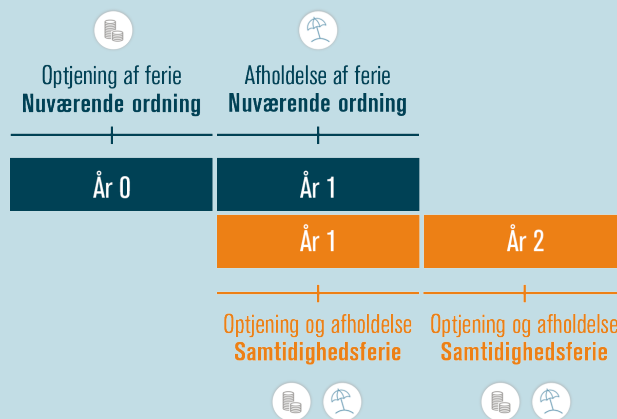 Optjening af ferie
Nuværende ordning
Afholdelse af ferie
Nuværende ordning
År 0
År 1
År 1
År 2
Optjening og afholdelse
Samtidighedsferie
Optjening og afholdelse
Samtidighedsferie